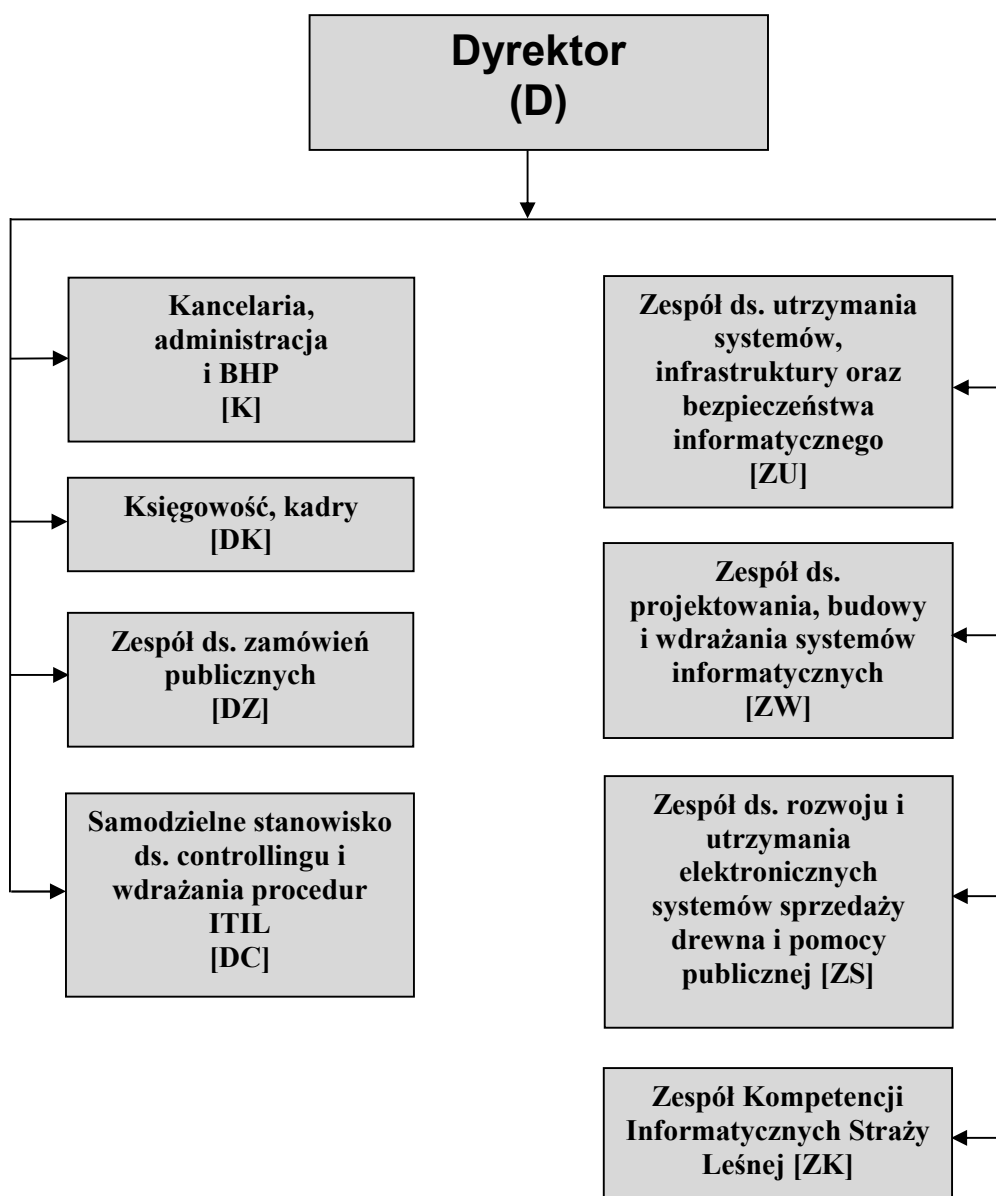 Dyrektor
(D)
Kancelaria,
administracja
i BHP
[K]
Księgowość, kadry
[DK]
Zespół ds. zamówień
publicznych
[DZ]
Samodzielne stanowisko
ds. controllingu i
wdrażania procedur
ITIL
[DC]
Zespół ds. utrzymania
systemów,
infrastruktury oraz
bezpieczeństwa
informatycznego
[ZU]
Zespół ds.
projektowania, budowy
i wdrażania systemów
informatycznych
[ZW]
Zespół ds. rozwoju i
utrzymania
elektronicznych
systemów sprzedaży
drewna i pomocy
publicznej [ZS]
Zespół Kompetencji
Informatycznych Straży
Leśnej [ZK]